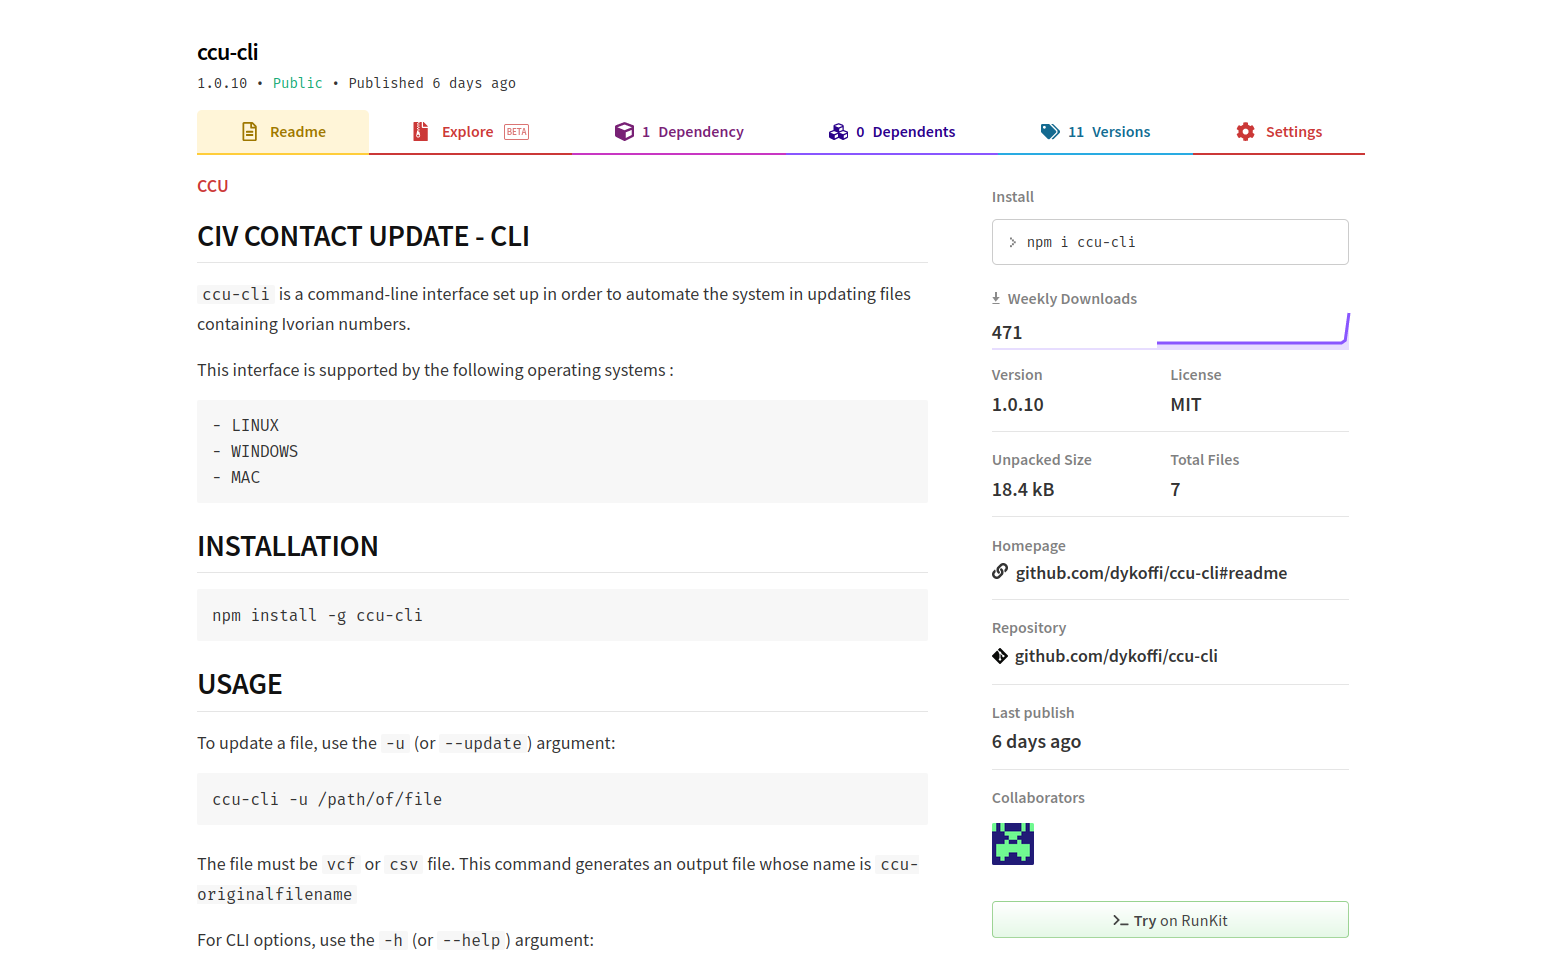 ccu-cli
1.0.10 • Public • Published 6 days ago
Readme
Explore BETA
1 Dependency
0 Dependents
11 Versions
Settings
CCU
CIV CONTACT UPDATE - CLI
ccu-cli is a command-line interface set up in order to automate the system in updating files
containing Ivorian numbers.
This interface is supported by the following operating systems :
- LINUX
- WINDOWS
- MAC
INSTALLATION
npm install -g ccu-cli
USAGE
To update a file, use the -u (or --update ) argument:
ccu-cli -u /path/of/file
The file must be vcf or csv file. This command generates an output file whose name is ccu-
originalfilename
For CLI options, use the -h (or --help ) argument:
Install
> npm i ccu-cli
Weekly Downloads
471
Version
1.0.10
License
MIT
Unpacked Size
18.4 kB
Total Files
7
Homepage
github.com/dykoffi/ccu-cli#readme
Repository
github.com/dykoffi/ccu-cli
Last publish
6 days ago
Collaborators
Try on RunKit